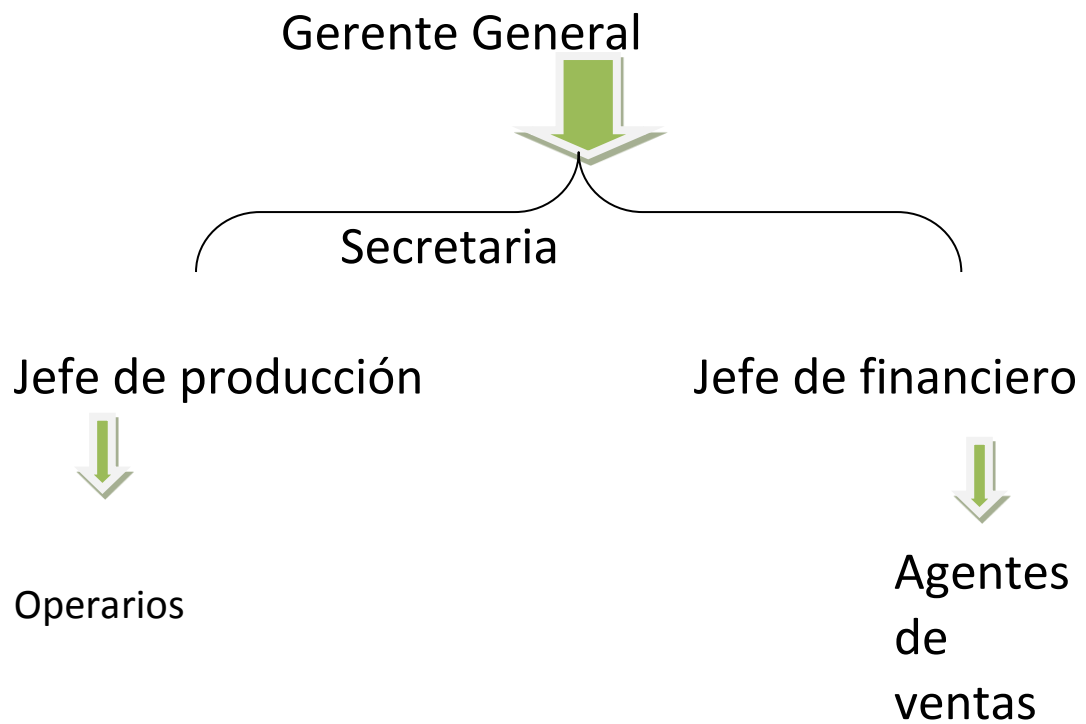 Gerente General
Secretaria
Jefe de producción
Jefe de financiero
Operarios
Agentes
de
ventas